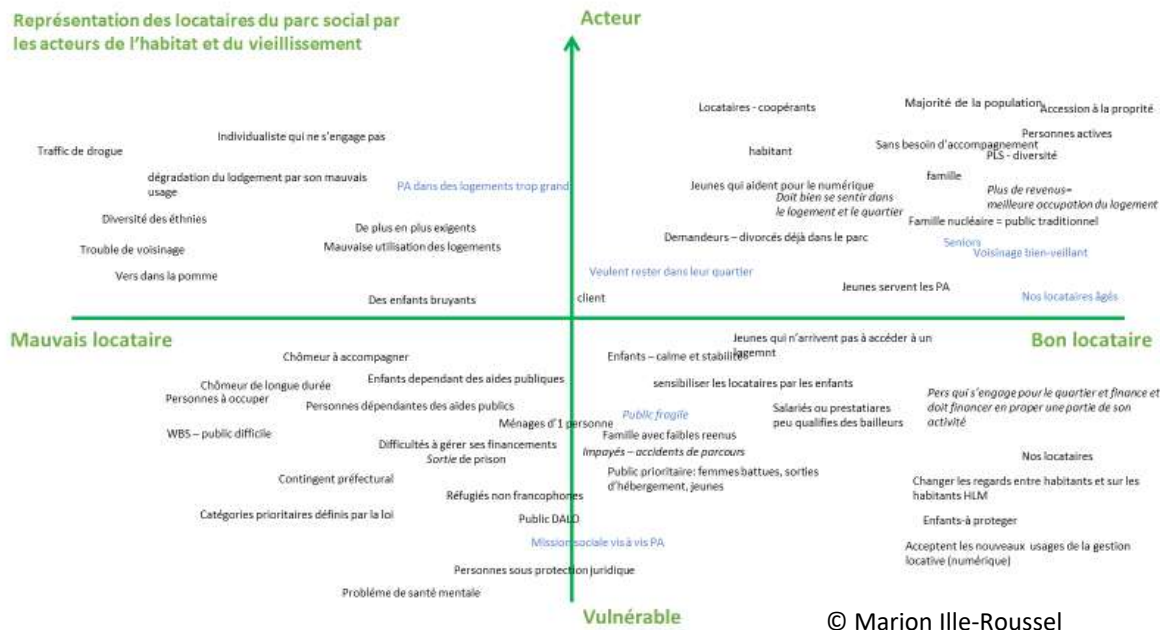 Représentation des locataires du parc social par
les acteurs de l'habitat et du vieillissement
Acteur
Locataires - coopérants
Majorité de la population
Accession à la proprité
Individualiste qui ne s'engage pas
Personnes actives
Traffic de drogue
habitant
Sans besoin d'accompagnement
PLS - diversité
dégradation du lodgement par son mauvais
usage
PA dans des logements trop grand
Jeunes qui aident pour le numérique
famille
Doit bien se sentir dans
le logement et le quartier
Plus de revenus=
meilleure occupation du logement
Diversité des éthnies
De plus en plus exigents
Famille nucléaire = public traditionnel
Trouble de voisinage
Mauvaise utilisation des logements
Demandeurs – divorcés déjà dans le parc
Seniors
Voisinage bien-veillant
Vers dans la pomme
Veulent rester dans leur quartier
Jeunes servent les PA
Des enfants bruyants
client
Nos locataires âgés
Mauvais locataire
Bon locataire
Jeunes qui n'arrivent pas à accéder à un
logemnt
Chômeur à accompagner
Enfants – calme et stabilités
Chômeur de longue durée
Enfants dependant des aides publiques
sensibiliser les locataires par les enfants
Personnes à occuper
Personnes dépendantes des aides publics
Public fragile
Salariés ou prestatiares
peu qualifies des bailleurs
Pers qui s'engage pour le quartier et finance et
doit financer en proper une partie de son
activité
Ménages d'1 personne
WBS – public difficile
Famille avec faibles reenus
Difficultés à gérer ses financements
Impayés – accidents de parcours
Sortie de prison
Nos locataires
Contingent préfectural
Public prioritaire: femmes battues, sorties
d'hébergement, jeunes
Changer les regards entre habitants et sur les
habitants HLM
Réfugiés non francophones
Catégories prioritaires définis par la loi
Public DALO
Enfants-à proteger
Mission sociale vis à vis PA
Acceptent les nouveaux usages de la gestion
locative (numérique)
Personnes sous protection juridique
Probléme de santé mentale
Vulnérable
© Marion Ille-Roussel